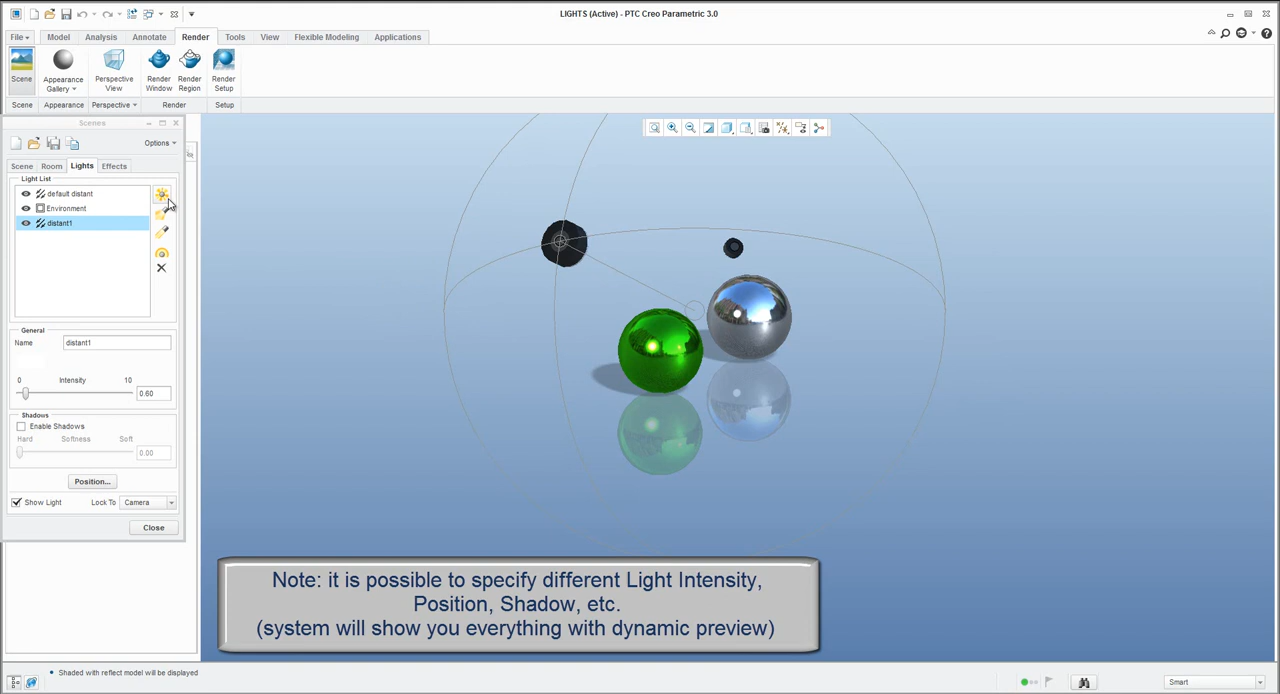 LIGHTS (Active) - PTC Creo Parametric 3.0
File Model Analysis Annotate Render Tools View Flexible Modeling Applications
Scene Appearance Gallery Perspective View Render Window Render Region Render Setup
Scene Appearance Perspective Render Setup
Scenes
Options
Scene Room Lights Effects
Light List
default distant
Environment
distant1
General
Name distant1
0 Intensity 10
0.60
Shadows
Enable Shadows
Hard Softness Soft
0.00
Position...
Show Light Lock To Camera
Close
Note: it is possible to specify different Light Intensity,
Position, Shadow, etc.
(system will show you everything with dynamic preview)
Shaded with reflect model will be displayed
Smart